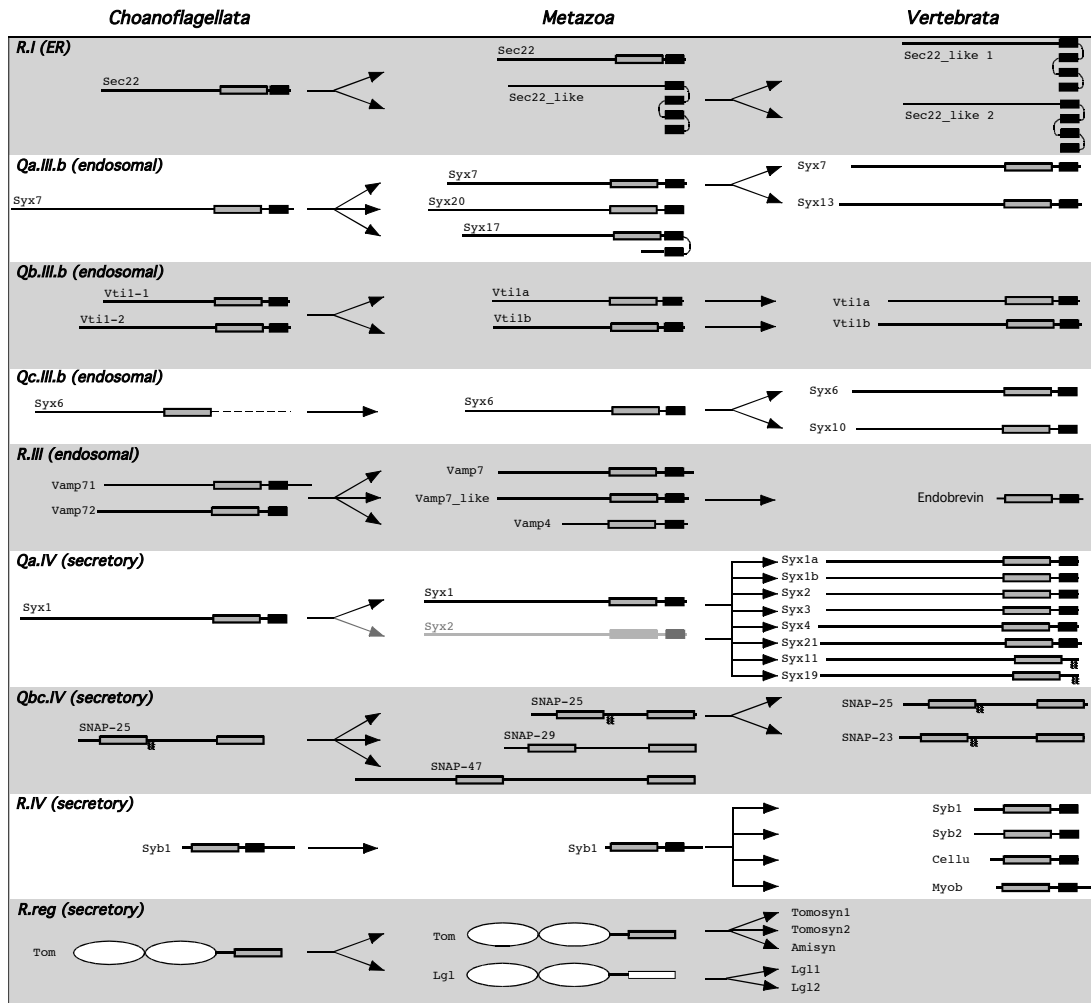 Choanoflagellata Metazoa Vertebrata
R.I (ER)
Sec22
Sec22
Sec22_like
Sec22_like 1
Sec22_like 2
Qa.III.b (endosomal)
Syx7
Syx7
Syx20
Syx17
Syx7
Syx13
Qb.III.b (endosomal)
Vti1-1
Vti1-2
Vti1a
Vti1b
Vti1a
Vti1b
Qc.III.b (endosomal)
Syx6
Syx6
Syx6
Syx10
R.III (endosomal)
Vamp71
Vamp72
Vamp7
Vamp7_like
Vamp4
Endobrevin
Qa.IV (secretory)
Syx1
Syx1
Syx2
Syx1a
Syx1b
Syx2
Syx3
Syx4
Syx21
Syx11
Syx19
Qbc.IV (secretory)
SNAP-25
SNAP-25
SNAP-29
SNAP-47
SNAP-25
SNAP-23
R.IV (secretory)
Syb1
Syb1
Syb1
Syb2
Cellu
Myob
R.reg (secretory)
Tom
Tom
Lgl
Tomosyn1
Tomosyn2
Amisyn
Lgl1
Lgl2